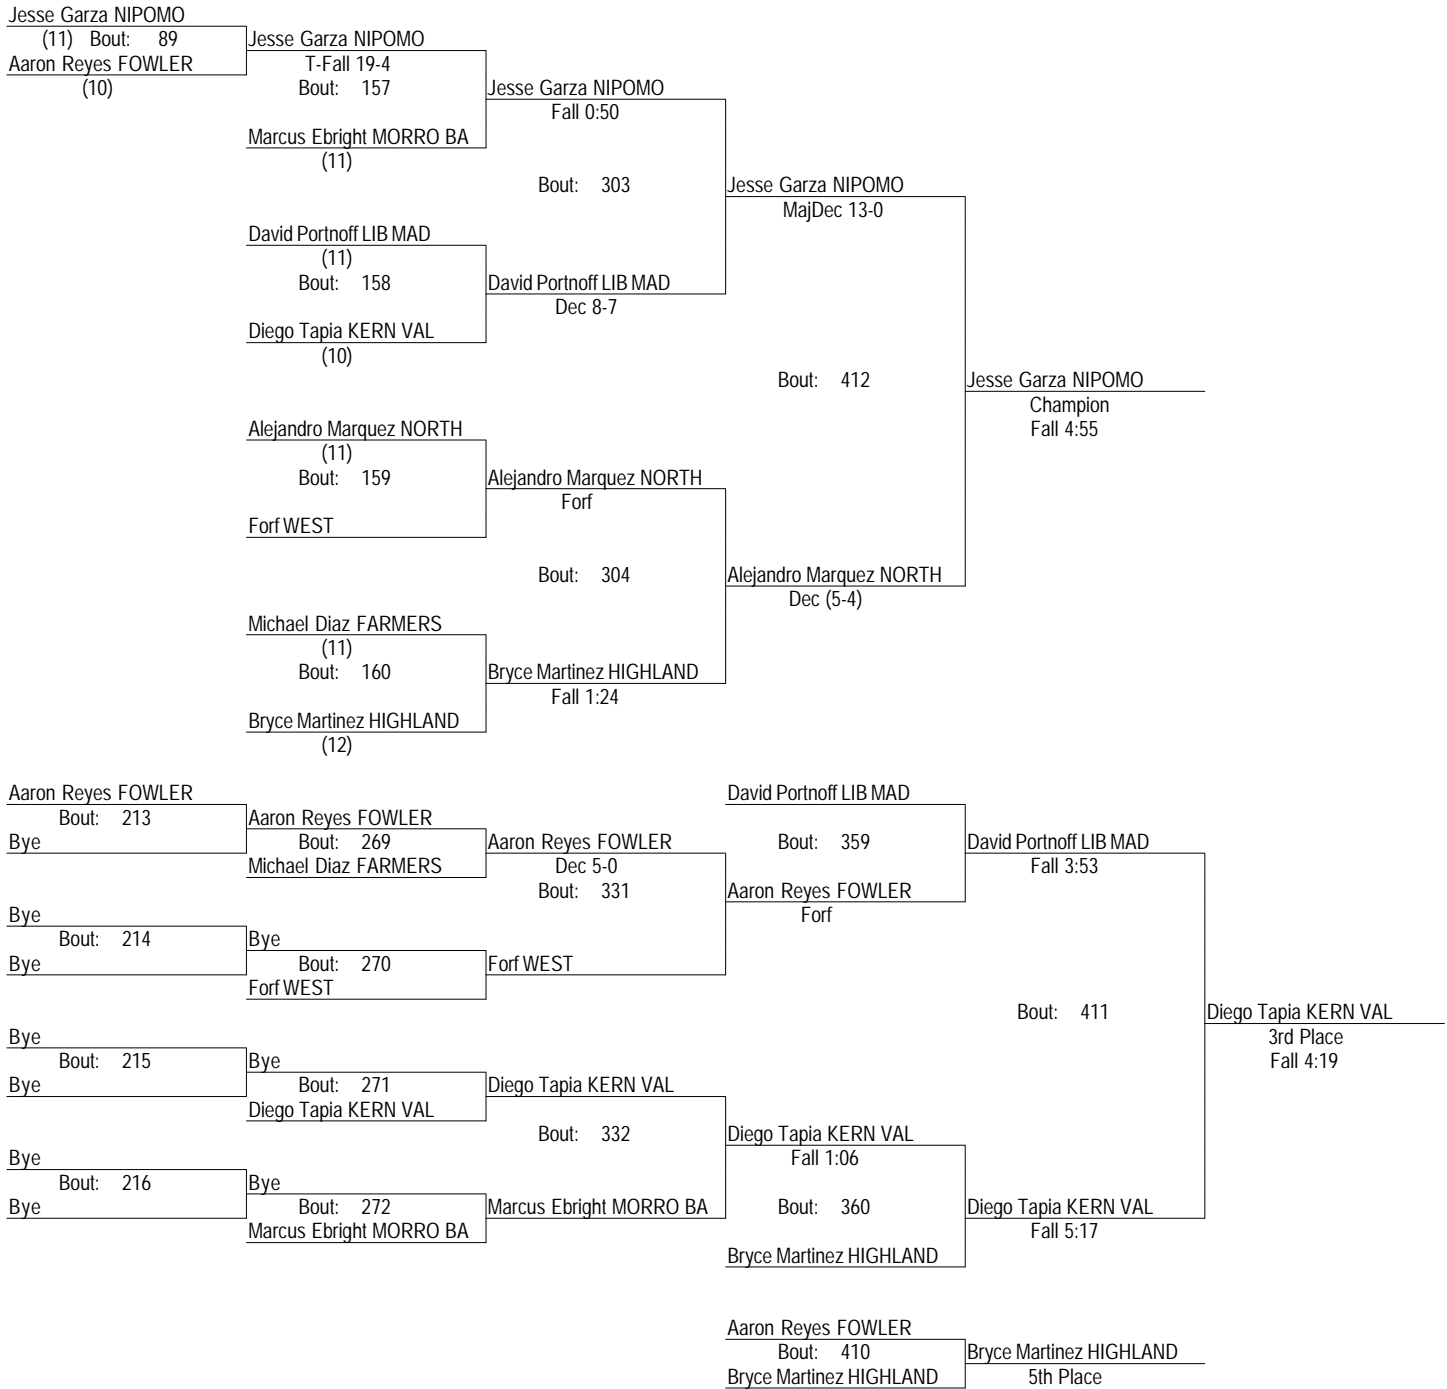 Jesse Garza NIPOMO
(11) Bout: 89 Jesse Garza NIPOMO
Aaron Reyes FOWLER T-Fall 19-4
(10) Bout: 157 Jesse Garza NIPOMO
Fall 0:50
Marcus Ebright MORRO BA
(11)
Bout: 303 Jesse Garza NIPOMO
MajDec 13-0
David Portnoff LIB MAD
(11)
Bout: 158 David Portnoff LIB MAD
Dec 8-7
Diego Tapia KERN VAL
(10)
Bout: 412 Jesse Garza NIPOMO
Champion
Alejandro Marquez NORTH Fall 4:55
(11)
Bout: 159 Alejandro Marquez NORTH
Forf
Forf WEST
Bout: 304 Alejandro Marquez NORTH
Dec (5-4)
Michael Diaz FARMERS
(11)
Bout: 160 Bryce Martinez HIGHLAND
Fall 1:24
Bryce Martinez HIGHLAND
(12)
Aaron Reyes FOWLER David Portnoff LIB MAD
Bout: 213 Aaron Reyes FOWLER
Bye Bout: 269 Aaron Reyes FOWLER Bout: 359 David Portnoff LIB MAD
Michael Diaz FARMERS Dec 5-0 Fall 3:53
Bout: 331 Aaron Reyes FOWLER
Bye Forf
Bout: 214 Bye
Bye Bout: 270 Forf WEST
Forf WEST
Bout: 411 Diego Tapia KERN VAL
Bye 3rd Place
Bout: 215 Bye Fall 4:19
Bye Bout: 271 Diego Tapia KERN VAL
Diego Tapia KERN VAL
Bout: 332 Diego Tapia KERN VAL
Bye Fall 1:06
Bout: 216 Bye
Bye Bout: 272 Marcus Ebright MORRO BA Bout: 360 Diego Tapia KERN VAL
Marcus Ebright MORRO BA Fall 5:17
Bryce Martinez HIGHLAND
Aaron Reyes FOWLER
Bout: 410 Bryce Martinez HIGHLAND
Bryce Martinez HIGHLAND 5th Place